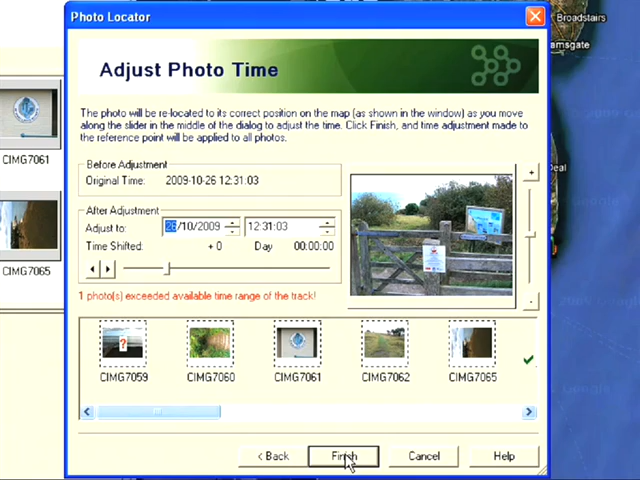 Photo Locator
Broadstairs
amsgate
Adjust Photo Time
The photo will be re-located to its correct position on the map (as shown in the window) as you move
along the slider in the middle of the dialog to adjust the time. Click Finish, and time adjustment made to
the reference point will be applied to all photos.
Before Adjustment
Original Time: 2009-10-26 12:31:03
After Adjustment
Adjust to: 26/10/2009 12:31:03
Time Shifted: + 0 Day 00:00:00
1 photo(s) exceeded available time range of the track!
CIMG7061
CIMG7065
eal
CIMG7059 CIMG7060 CIMG7061 CIMG7062 CIMG7065
< Back Finish Cancel Help